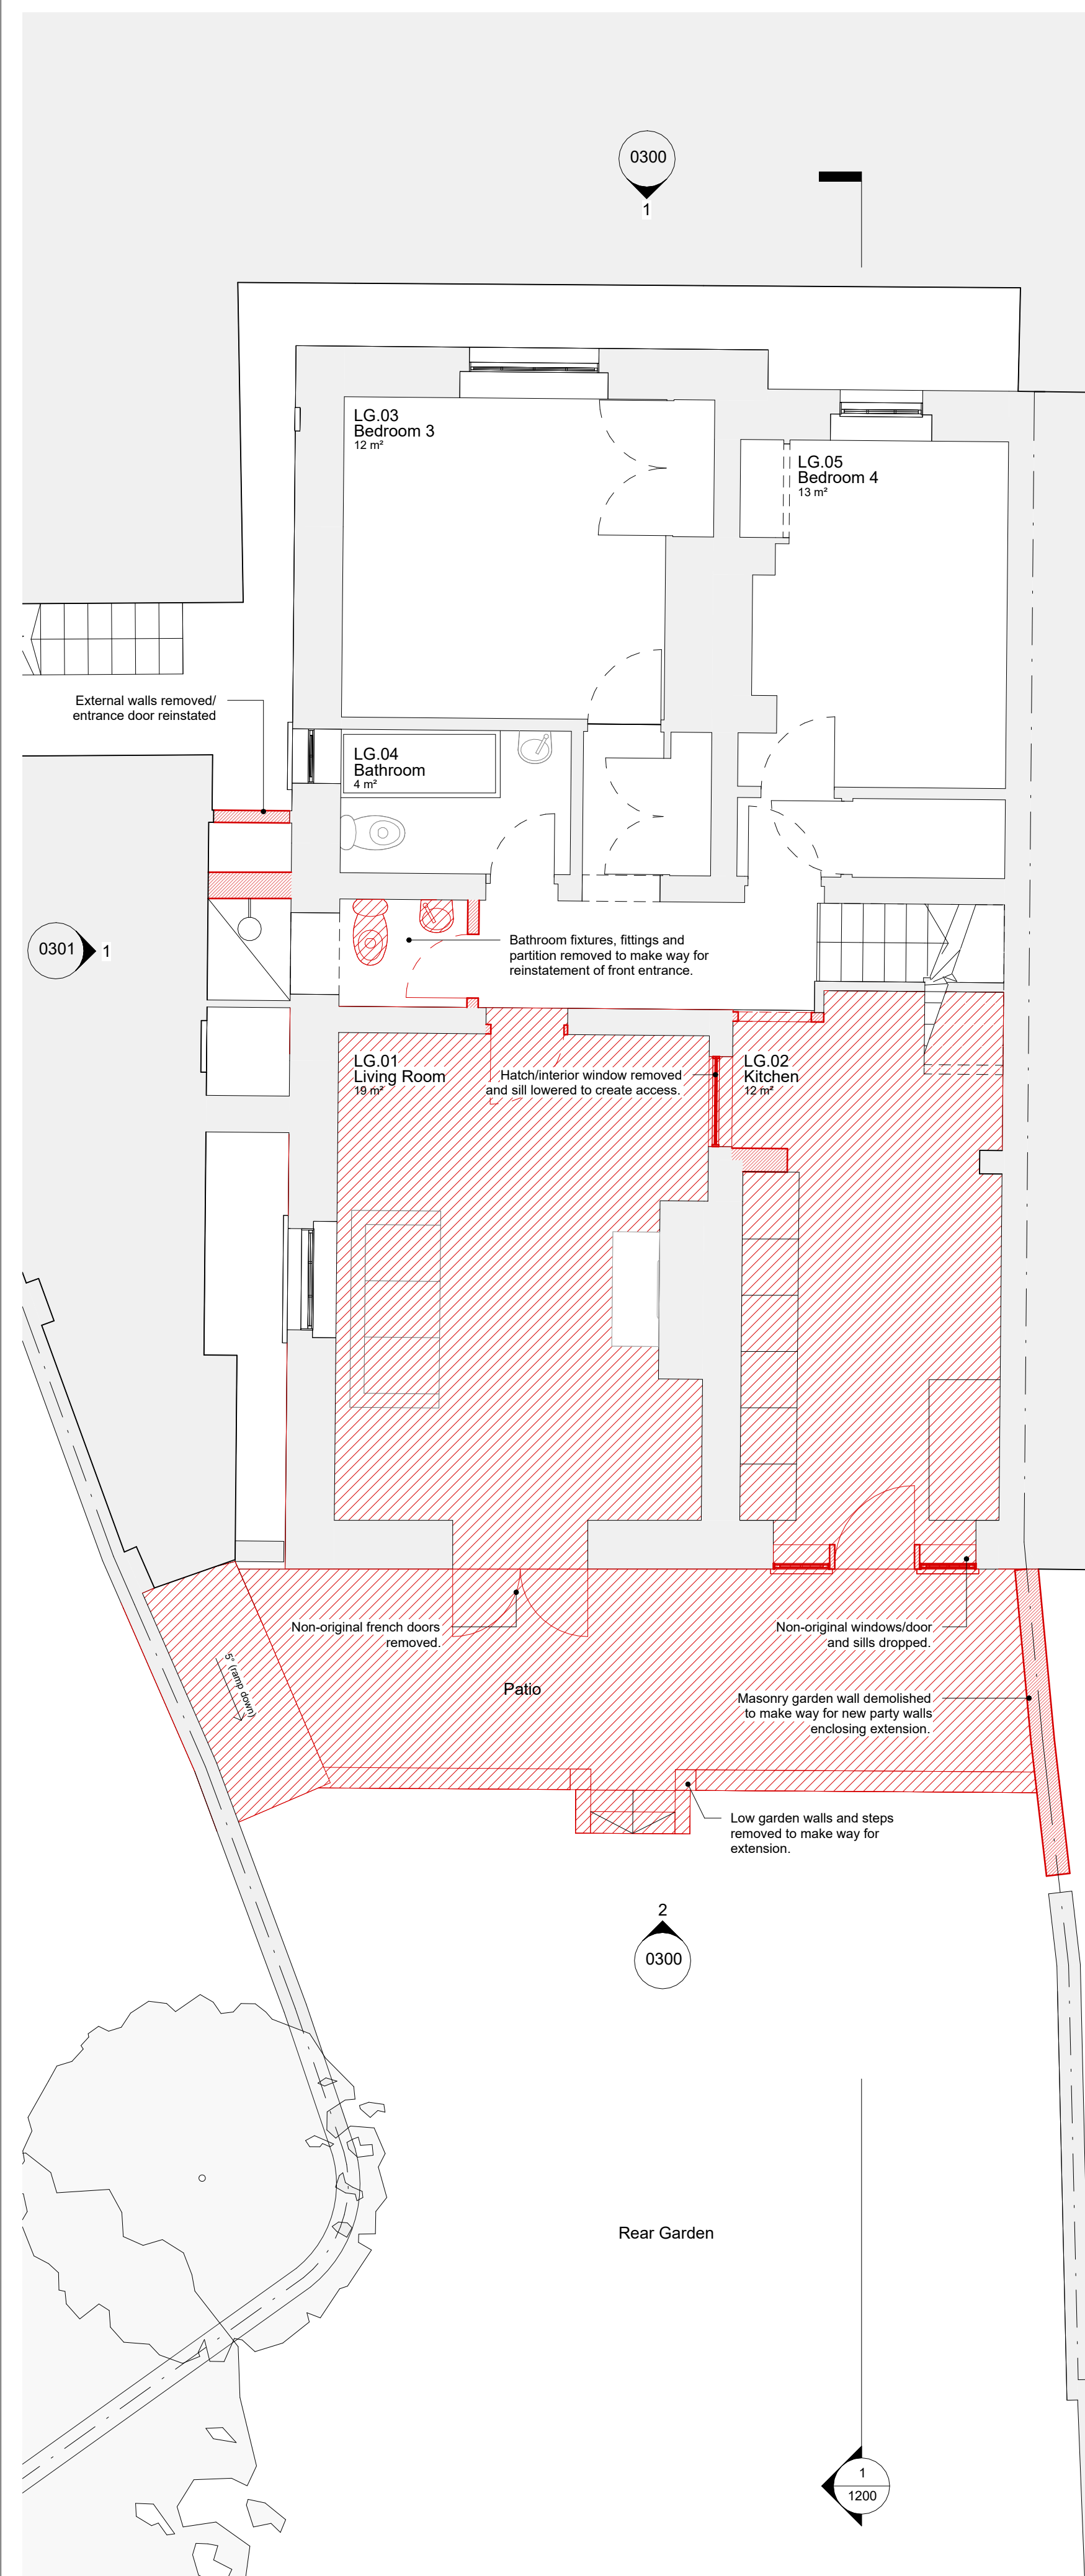 0300
1
LG.03
Bedroom 3
12 m²
LG.05
Bedroom 4
13 m²
External walls removed/
entrance door reinstated
LG.04
Bathroom
4 m²
0301
1
Bathroom fixtures, fittings and
partition removed to make way for
reinstatement of front entrance.
LG.01
Living Room
19 m²
Hatch/interior window removed
and sill lowered to create access.
LG.02
Kitchen
12 m²
Non-original french doors
removed.
Non-original windows/door
and sills dropped.
5° (ramp down)
Patio
Masonry garden wall demolished
to make way for new party walls
enclosing extension.
Low garden walls and steps
removed to make way for
extension.
2
0300
Rear Garden
1
1200